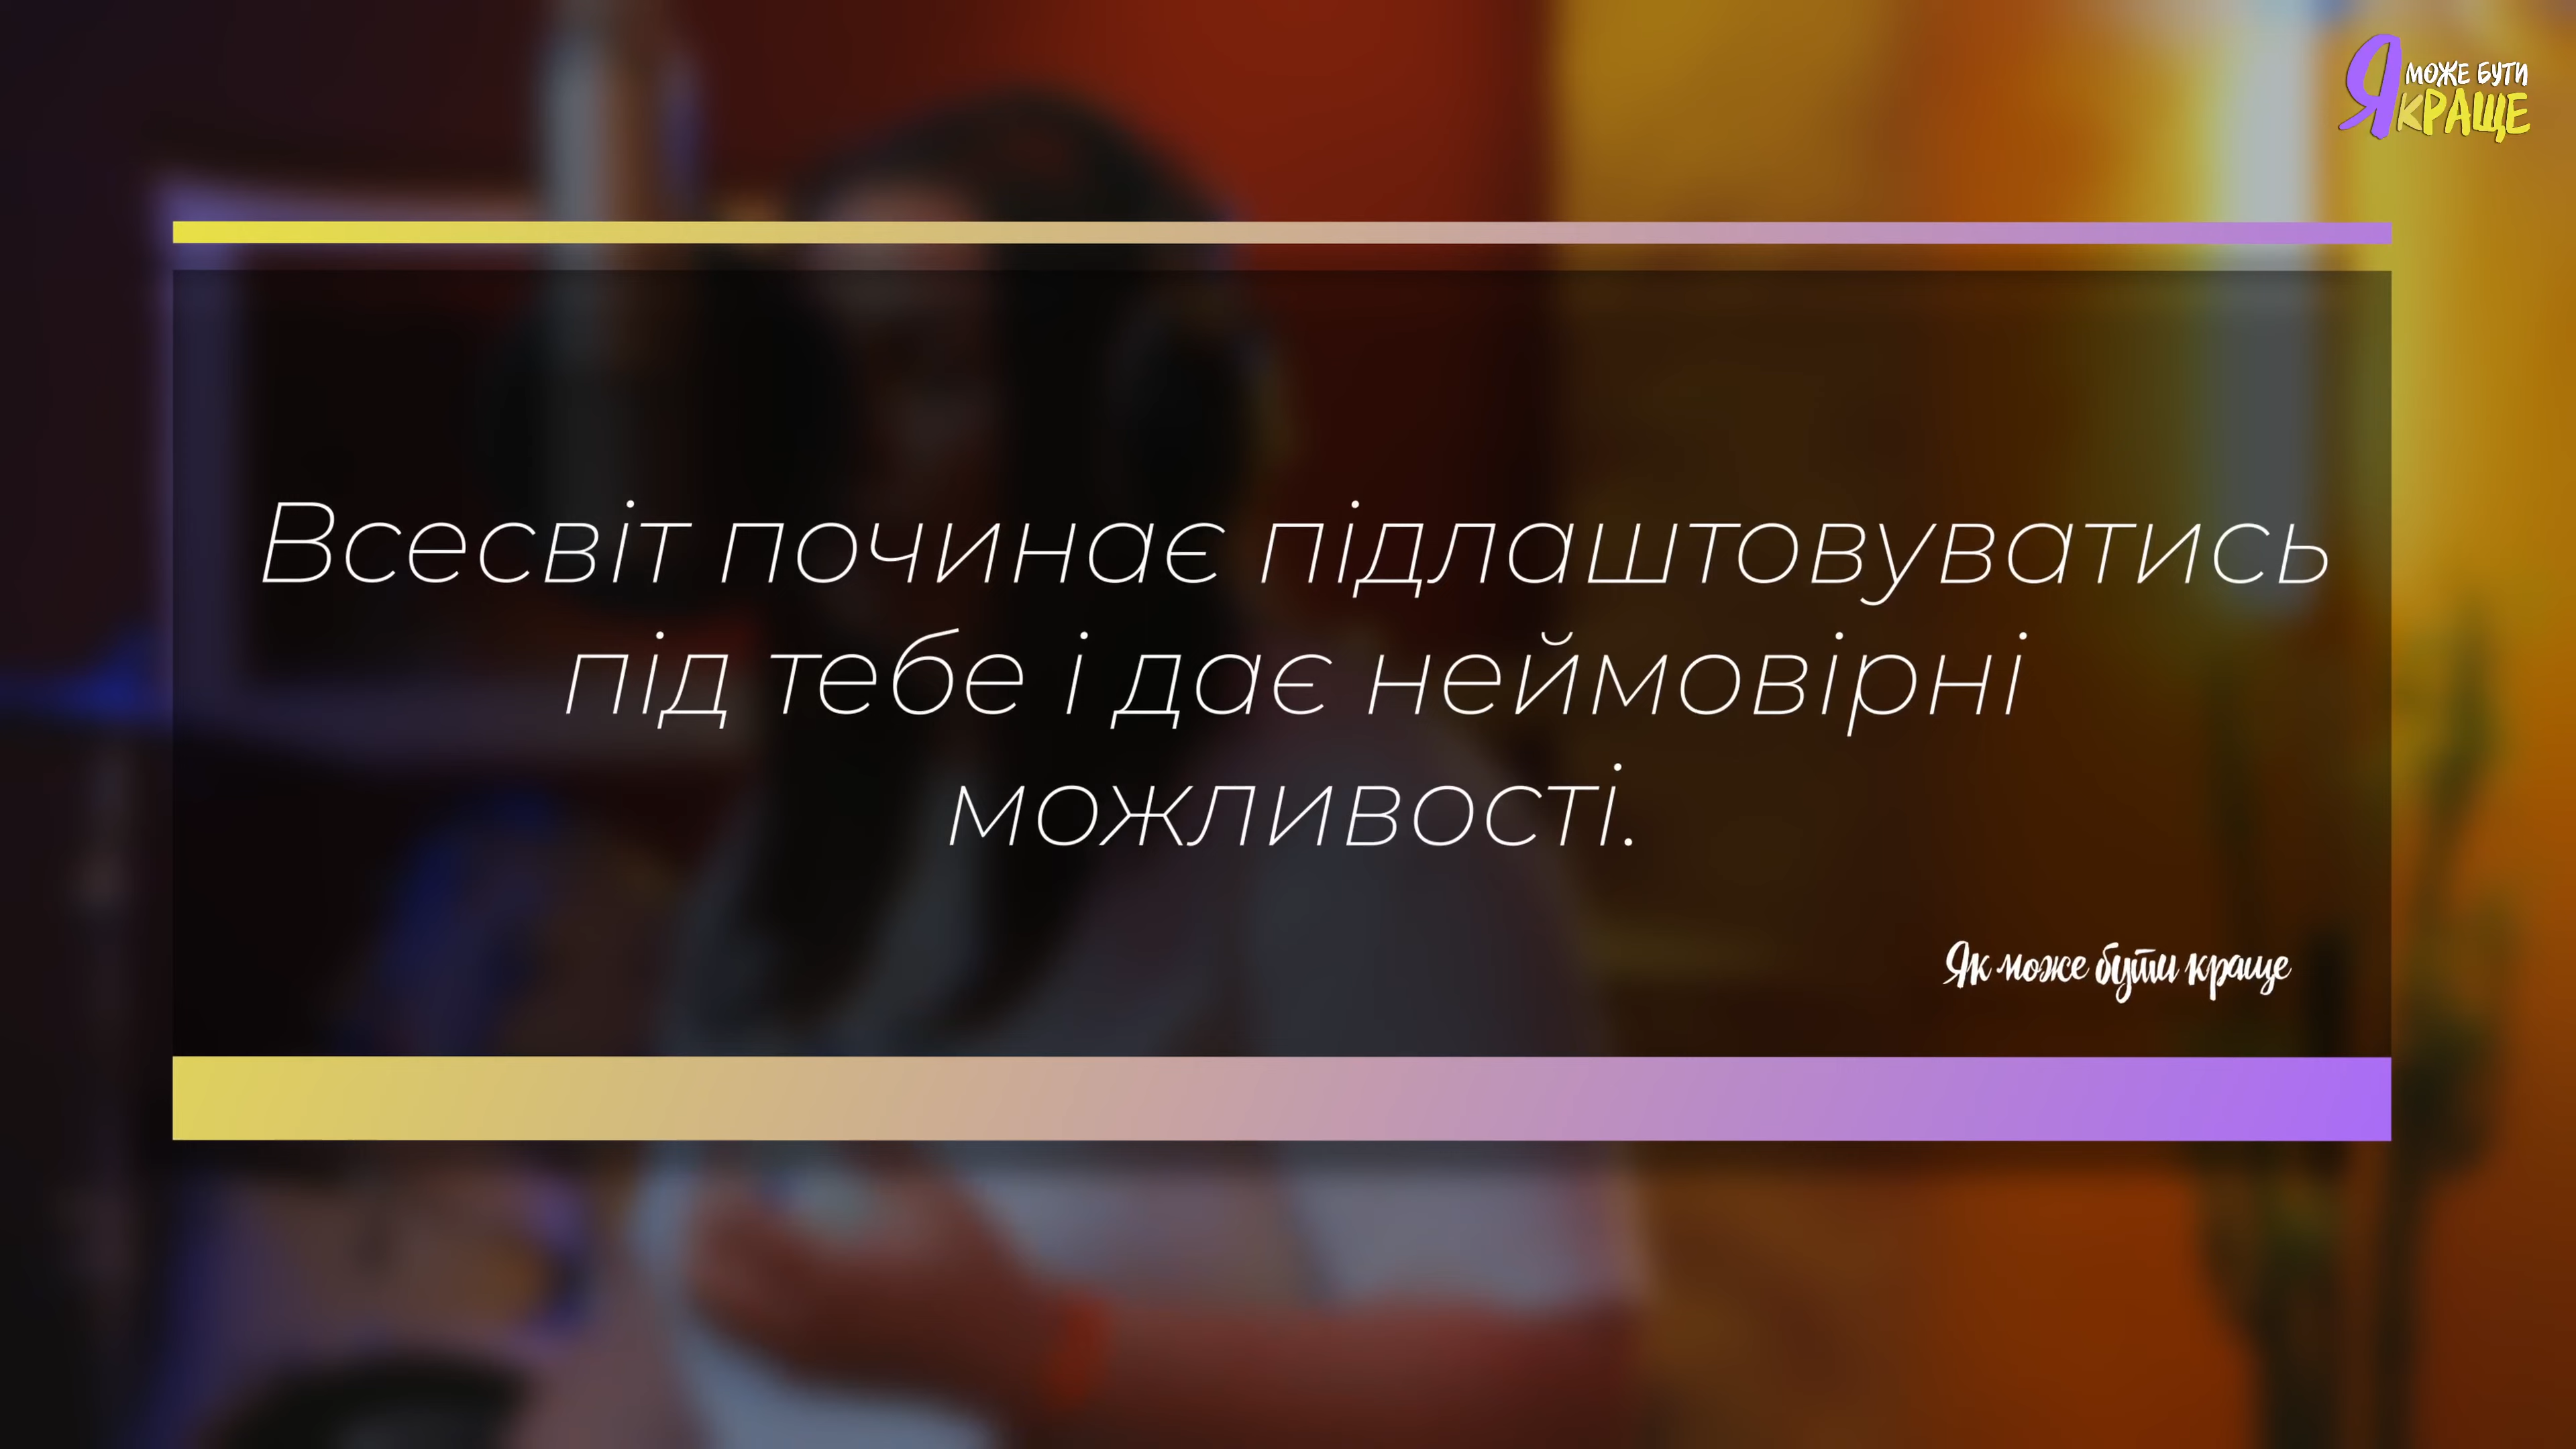 Я МОЖЕ БУТИ
КРАЩЕ
Всесвіт починає підлаштовуватись
під тебе і дає неймовірні
можливості.
Як може бути краще